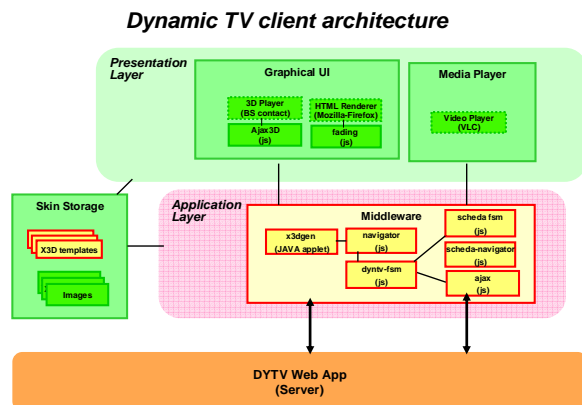 Dynamic TV client architecture
Presentation
Layer
Graphical UI
3D Player
(BS contact)
HTML Renderer
(Mozilla-Firefox)
Ajax3D
(js)
fading
(js)
Media Player
Video Player
(VLC)
Skin Storage
X3D templates
Images
Application
Layer
Middleware
x3dgen
(JAVA applet)
navigator
(js)
dyntv-fsm
(js)
scheda fsm
(js)
scheda-navigator
(js)
ajax
(js)
DYTV Web App
(Server)